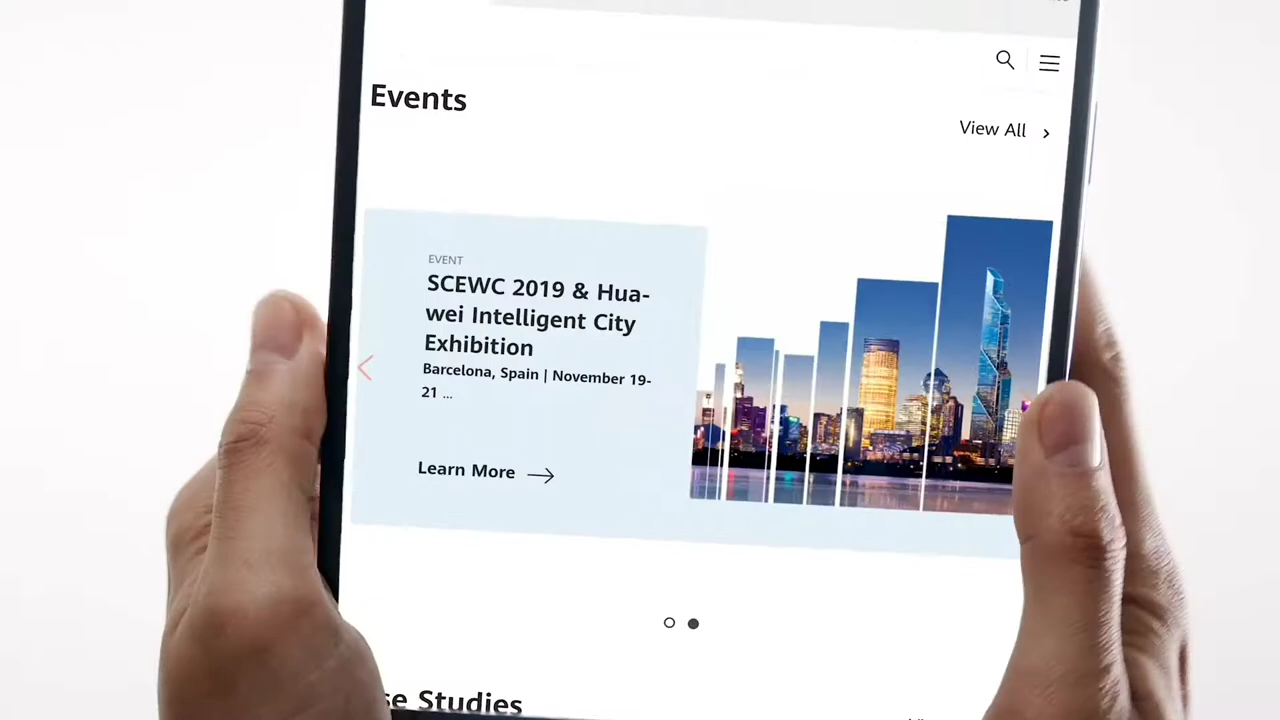 Events
View All
EVENT
SCEWC 2019 & Hua-
wei Intelligent City
Exhibition
Barcelona, Spain | November 19-
21 ...
Learn More
se Studies